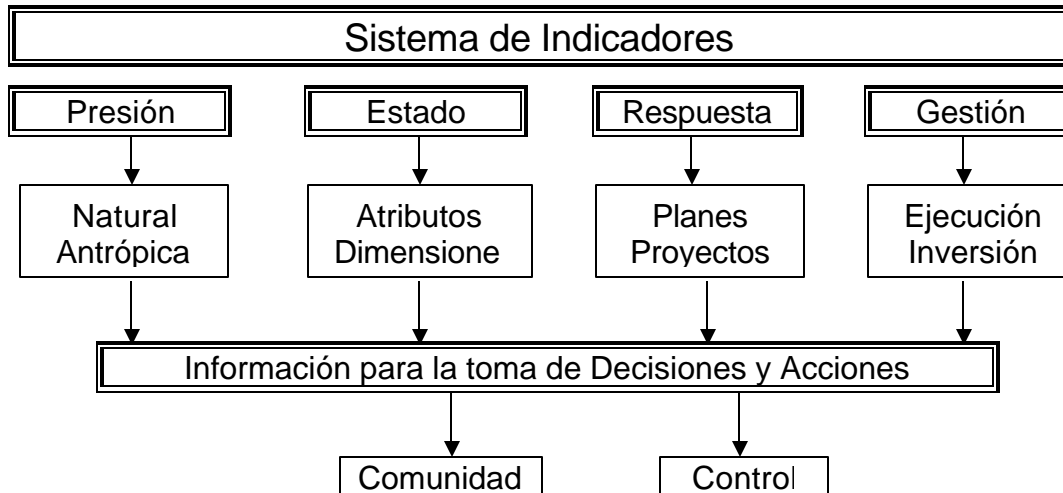 Sistema de Indicadores
Presión
Estado
Respuesta
Gestión
Natural
Antrópica
Atributos
Dimensione
Planes
Proyectos
Ejecución
Inversión
Información para la toma de Decisiones y Acciones
Comunidad
Control